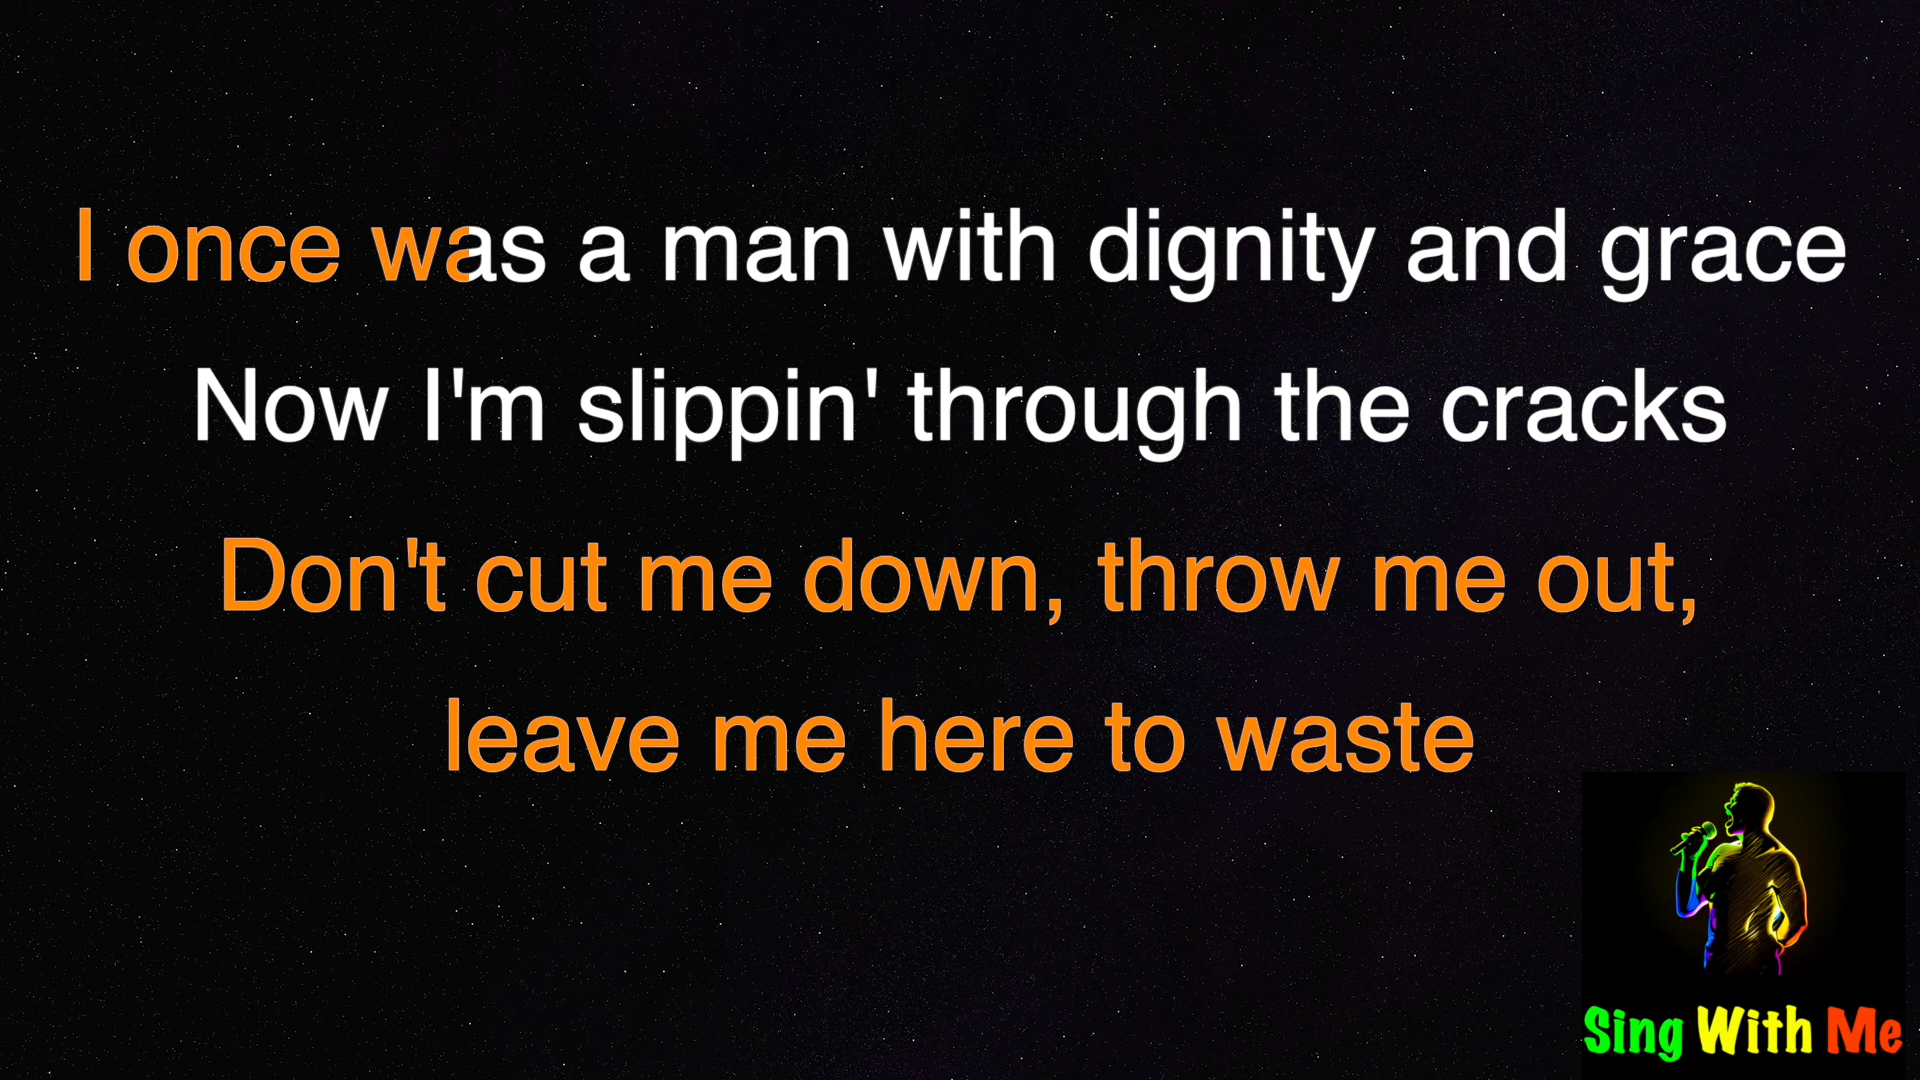 I once was a man with dignity and grace
Now I'm slippin' through the cracks
Don't cut me down, throw me out,
leave me here to waste
Sing With Me